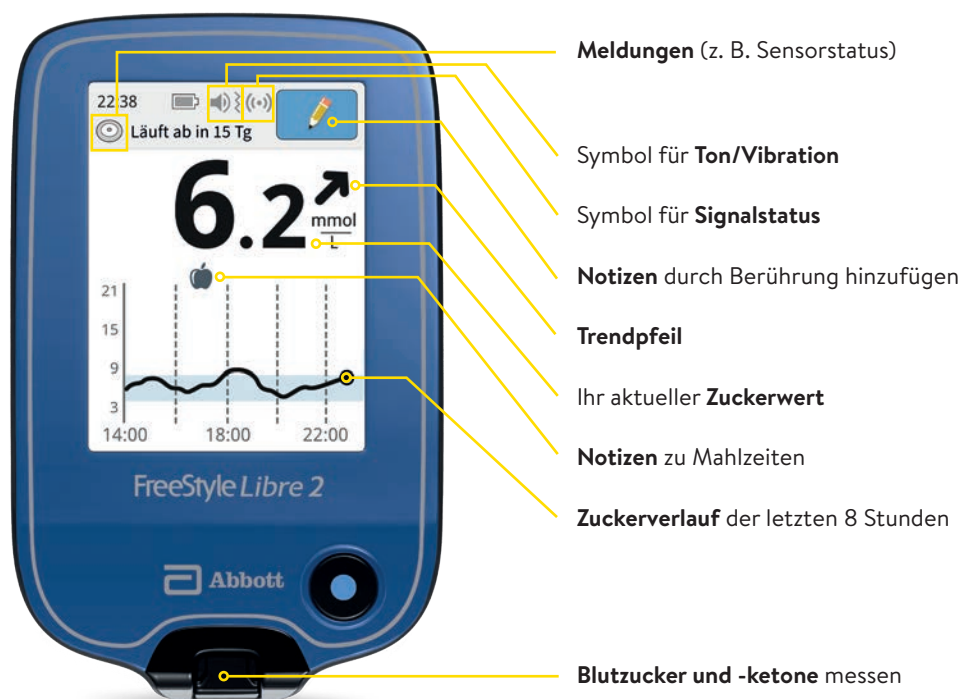 Meldungen (z. B. Sensorstatus)
22:38
Läuft ab in 15 Tg
Symbol für Ton/Vibration
6.2 mmol
L
Symbol für Signalstatus
Notizen durch Berührung hinzufügen
21
15
9
3
14:00 18:00 22:00
Trendpfeil
Ihr aktueller Zuckerwert
Notizen zu Mahlzeiten
FreeStyle Libre 2
Zuckerverlauf der letzten 8 Stunden
Abbott
Blutzucker und -ketone messen